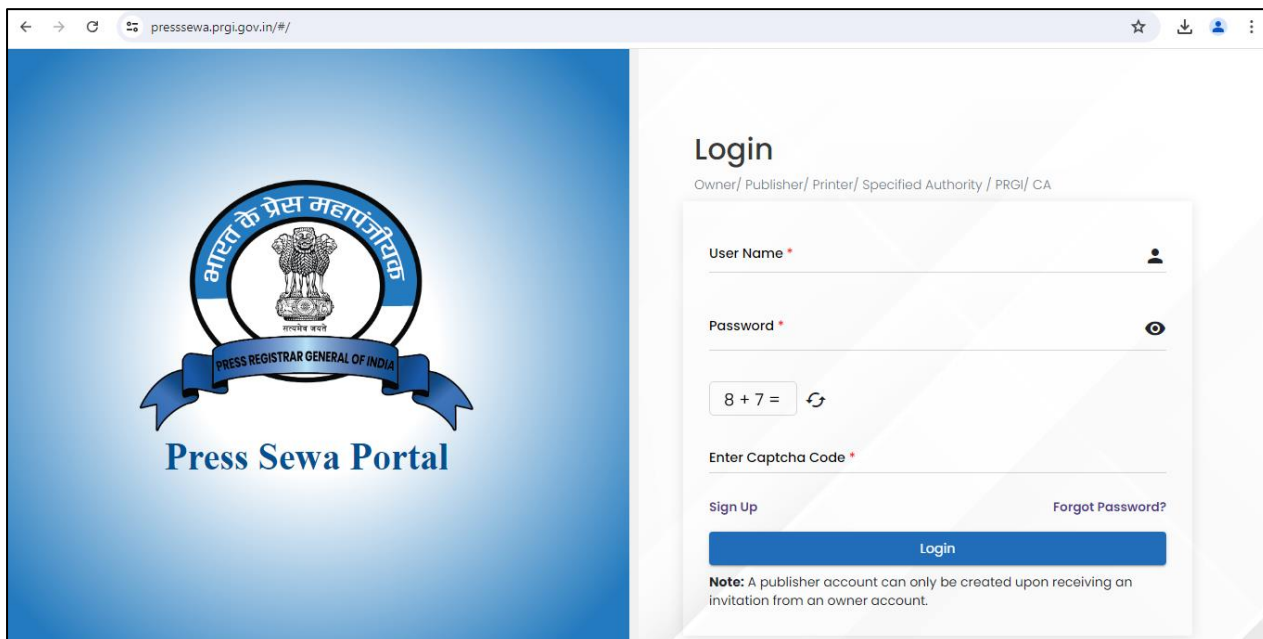 presssewa.prgi.gov.in/#/
भारत के प्रेस महापंजीयक
सत्यमेव जयते
PRESS REGISTRAR GENERAL OF INDIA
Press Sewa Portal
Login
Owner/ Publisher/ Printer/ Specified Authority / PRGI/ CA
User Name *
Password *
8 + 7 =
Enter Captcha Code *
Sign Up Forgot Password?
Login
Note: A publisher account can only be created upon receiving an
invitation from an owner account.